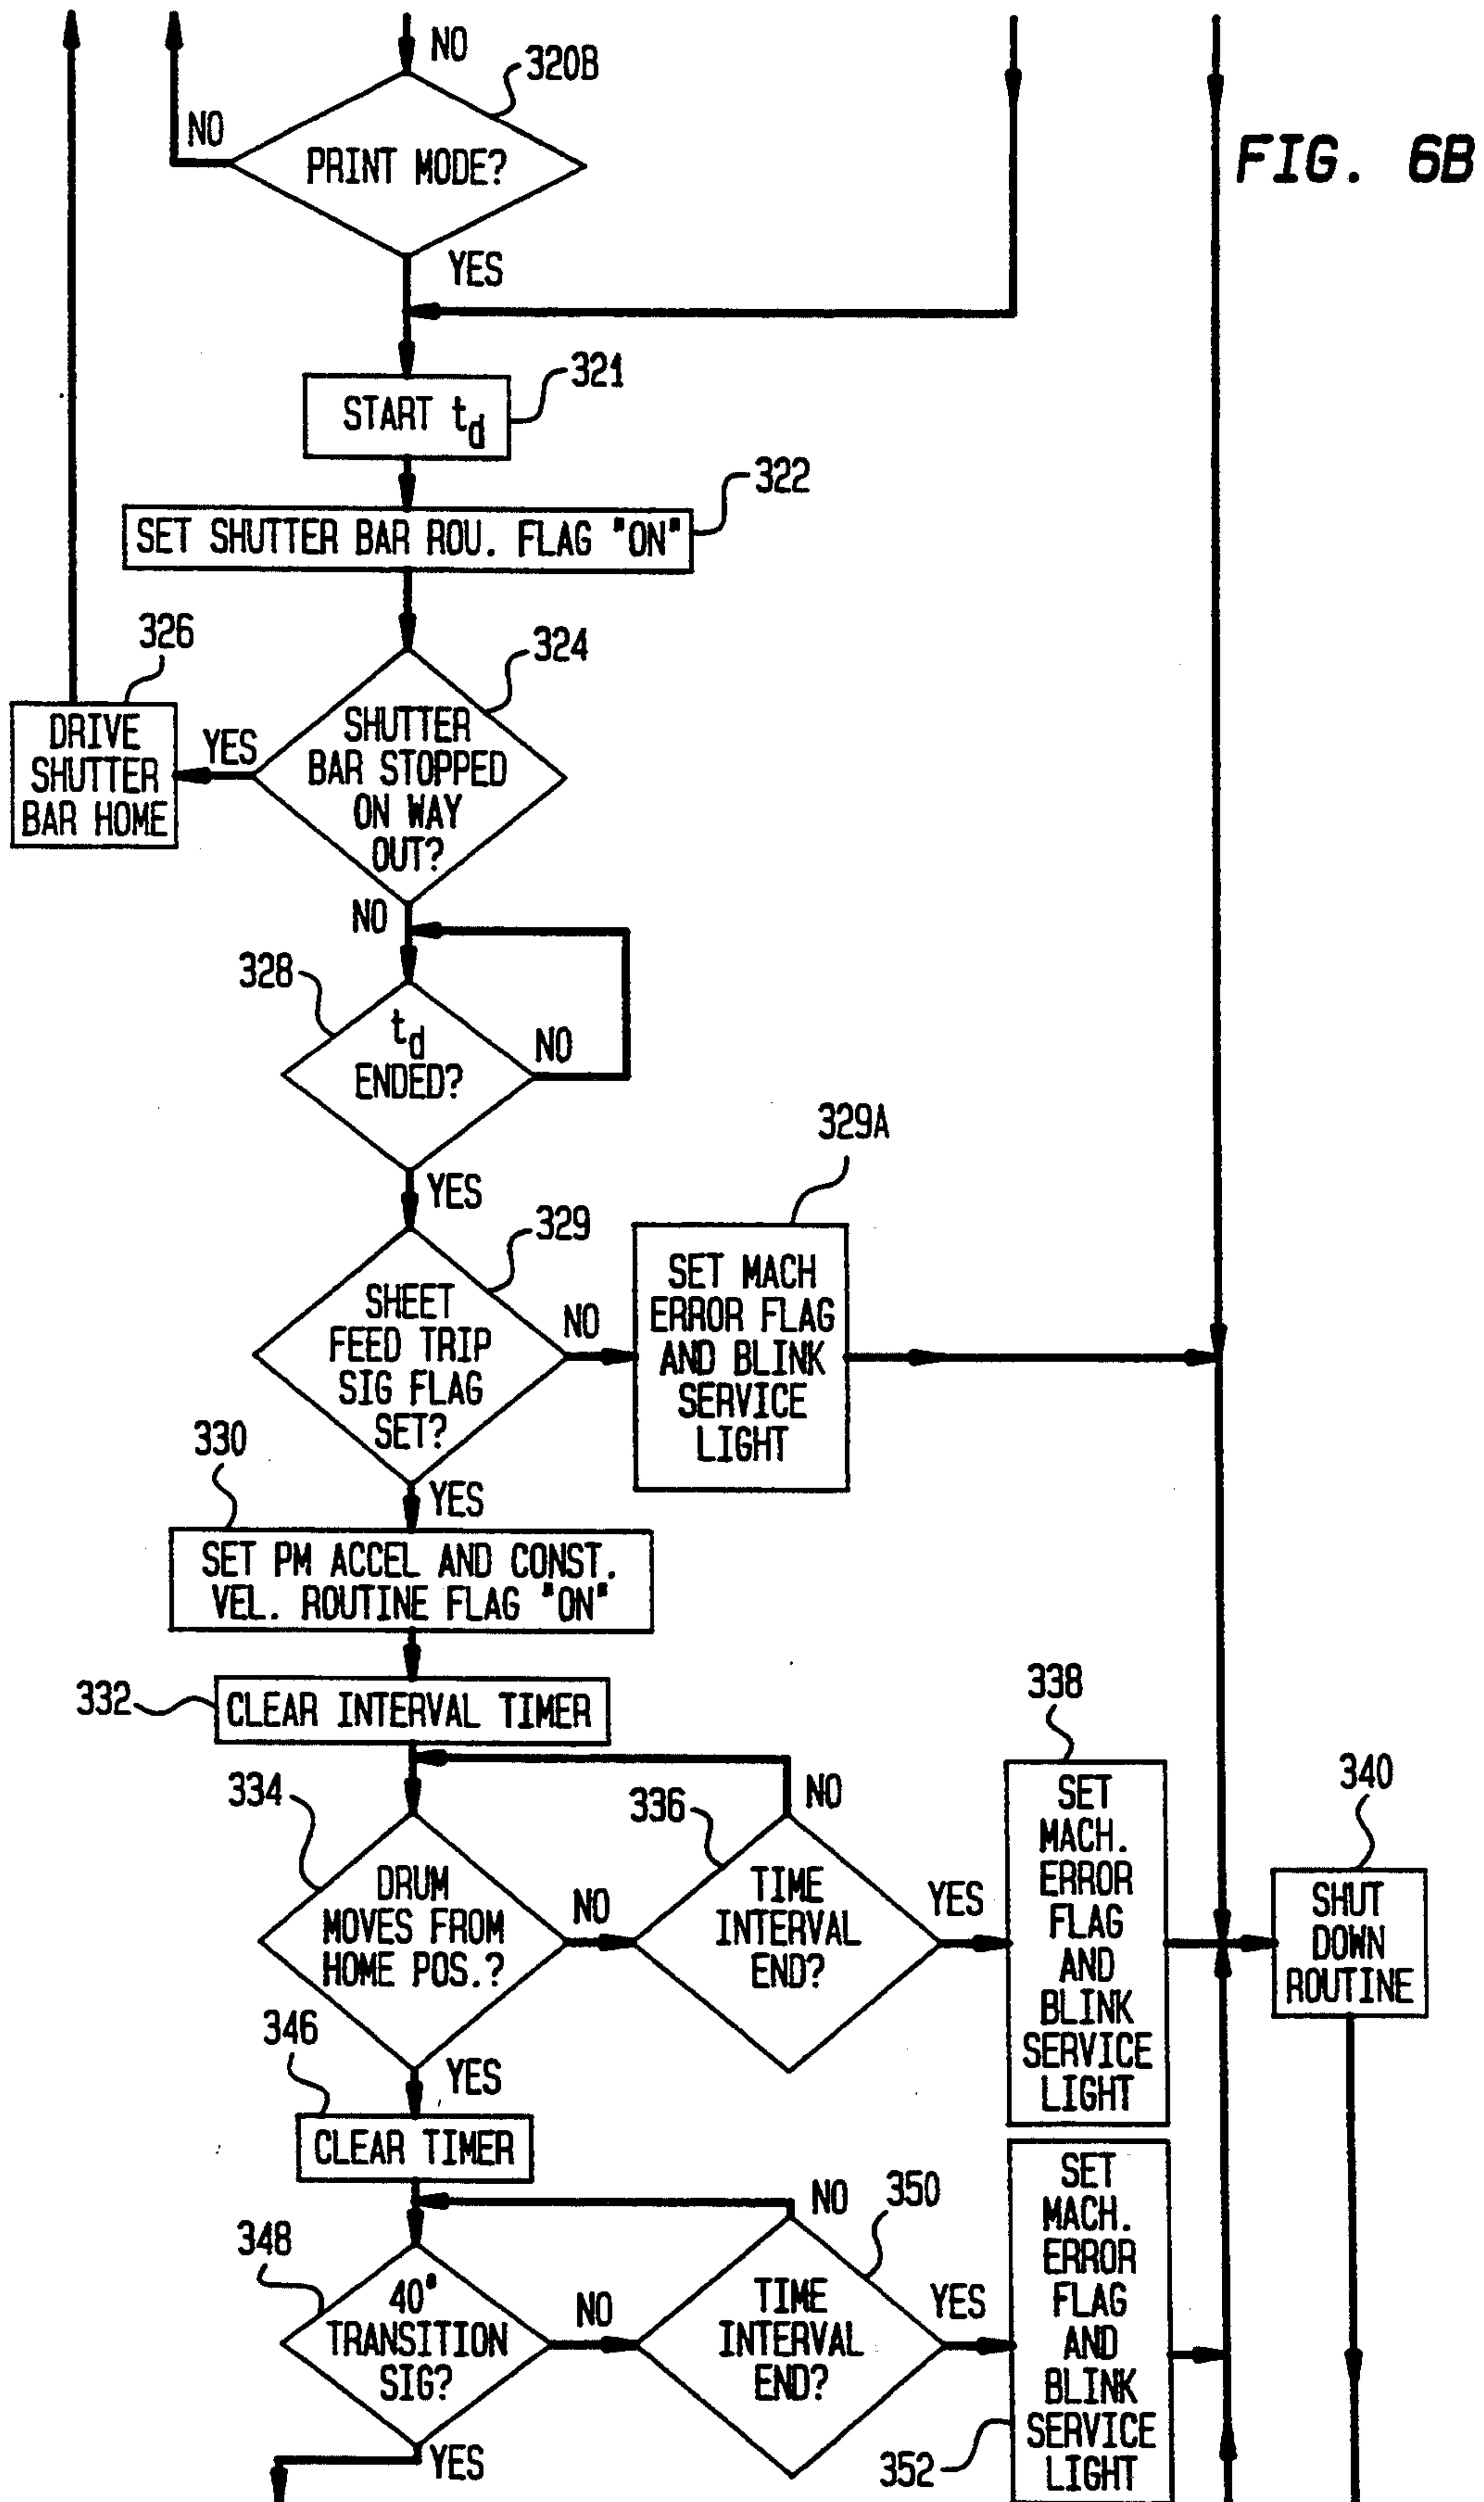 NO
320B
NO
PRINT MODE?
FIG. 6B
YES
321
START td
322
SET SHUTTER BAR ROU. FLAG "ON"
326
324
DRIVE
SHUTTER
BAR HOME
YES
SHUTTER
BAR STOPPED
ON WAY
OUT?
NO
328
td
ENDED?
NO
329A
YES
329
SHEET
FEED TRIP
SIG FLAG
SET?
NO
SET MACH
ERROR FLAG
AND BLINK
SERVICE
LIGHT
330
YES
SET PM ACCEL AND CONST.
VEL. ROUTINE FLAG "ON"
332
CLEAR INTERVAL TIMER
338
334
336
NO
340
DRUM
MOVES FROM
HOME POS.?
NO
TIME
INTERVAL
END?
YES
SET
MACH.
ERROR
FLAG
AND
BLINK
SERVICE
LIGHT
SHUT
DOWN
ROUTINE
346
YES
CLEAR TIMER
348
NO
350
40°
TRANSITION
SIG?
NO
TIME
INTERVAL
END?
YES
SET
MACH.
ERROR
FLAG
AND
BLINK
SERVICE
LIGHT
352
YES